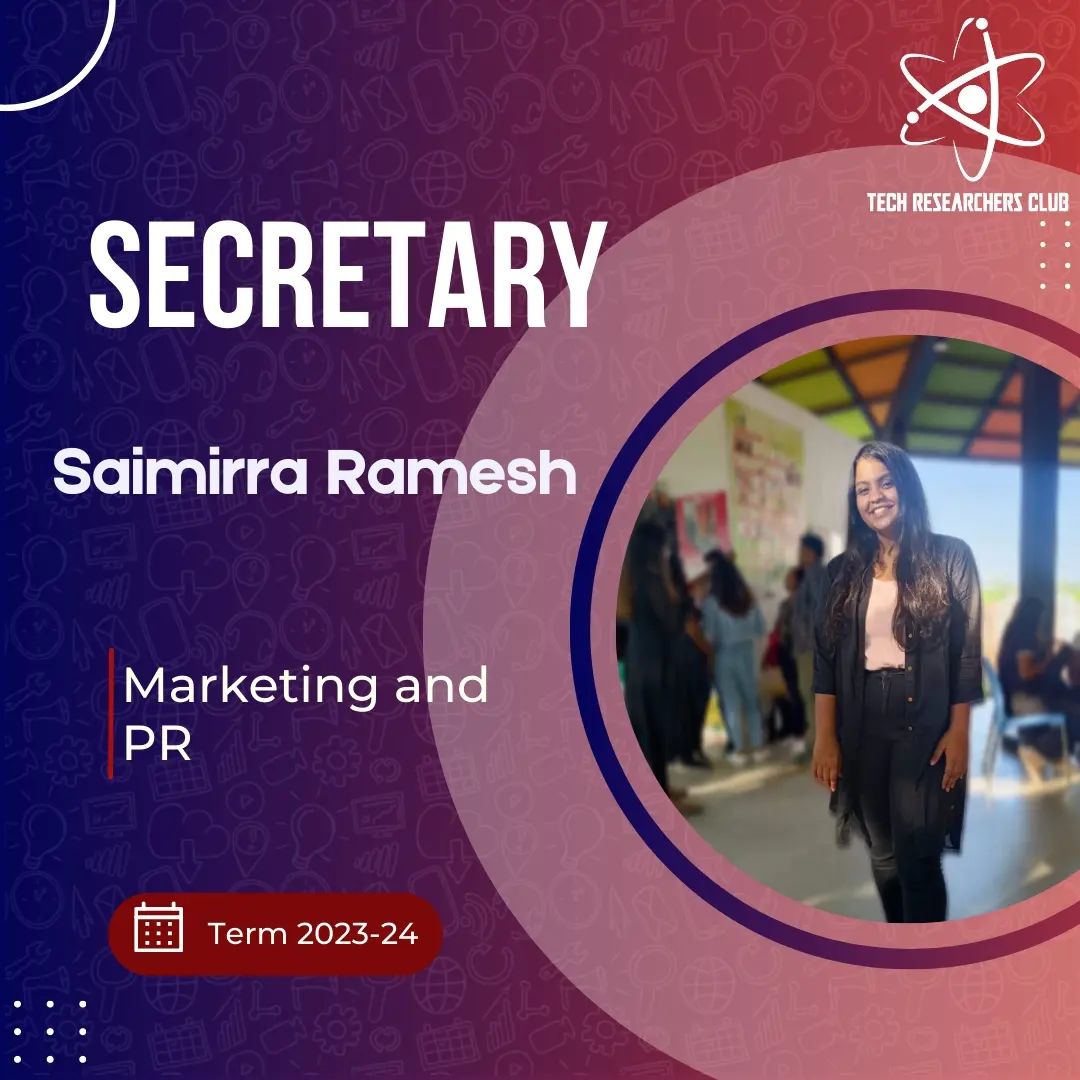 TECH RESEARCHERS CLUB
SECRETARY
Saimirra Ramesh
Marketing and
PR
Term 2023-24